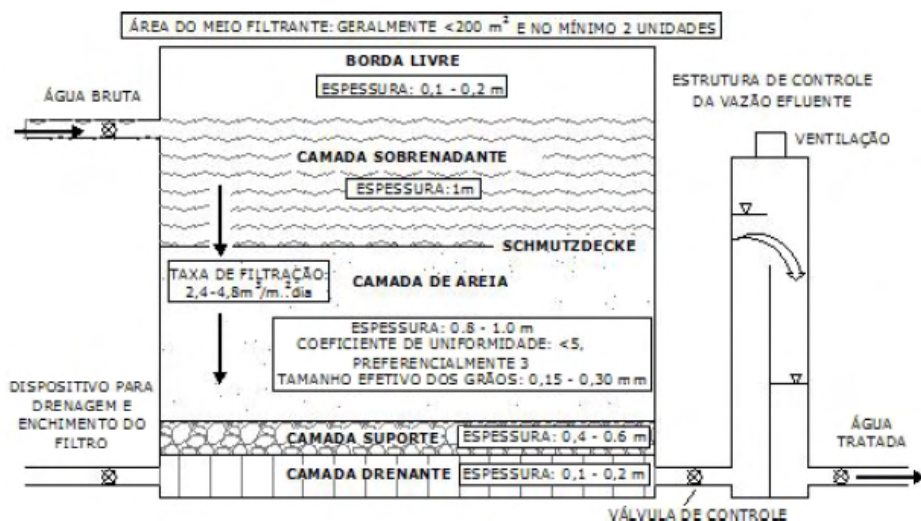 ÁREA DO MEIO FILTRANTE: GERALMENTE <200 m² E NO MÍNIMO 2 UNIDADES
BORDA LIVRE
ESPESSURA: 0,1 - 0,2 m
ÁGUA BRUTA
ESTRUTURA DE CONTROLE
DA VAZÃO EFLUENTE
VENTILAÇÃO
CAMADA SOBRENADANTE
ESPESSURA: 1m
SCHMUTZDECKE
TAXA DE FILTRAÇÃO:
2,4-4,8m³/m².dia
CAMADA DE AREIA
ESPESSURA: 0.8 - 1.0 m
COEFICIENTE DE UNIFORMIDADE: <5,
PREFERENCIALMENTE 3
TAMANHO EFETIVO DOS GRÃOS: 0,15 - 0,30 mm
DISPOSITIVO PARA
DRENAGEM E
ENCHIMENTO DO
FILTRO
CAMADA SUPORTE
ESPESSURA: 0,4 - 0.6 m
CAMADA DRENANTE
ESPESSURA: 0,1 - 0,2 m
ÁGUA
TRATADA
VÁLVULA DE CONTROLE